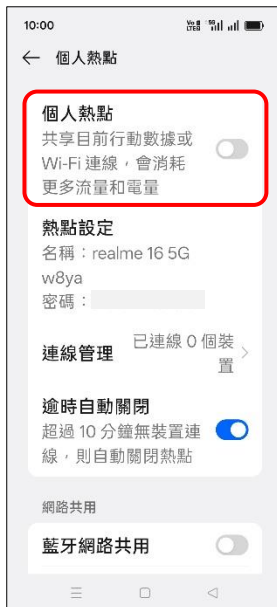 10:00
← 個人熱點
個人熱點
共享目前行動數據或
Wi-Fi 連線，會消耗
更多流量和電量
熱點設定
名稱：realme 16 5G
w8ya
密碼：
連線管理
已連線 0 個裝
置
逾時自動關閉
超過 10 分鐘無裝置連
線，則自動關閉熱點
網路共用
藍牙網路共用